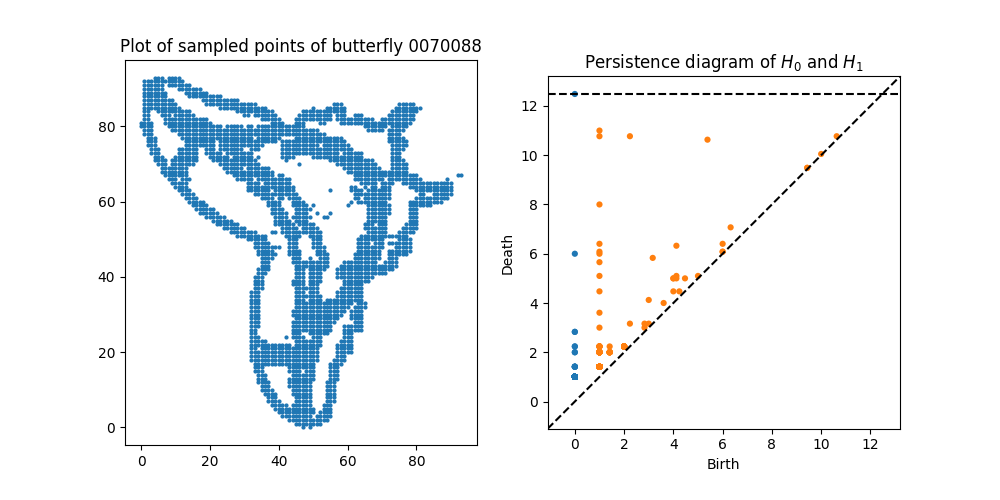 Plot of sampled points of butterfly 0070088
80
60
40
20
0
0 20 40 60 80
Persistence diagram of H₀ and H₁
Death
12
10
8
6
4
2
0
0 2 4 6 8 10 12
Birth